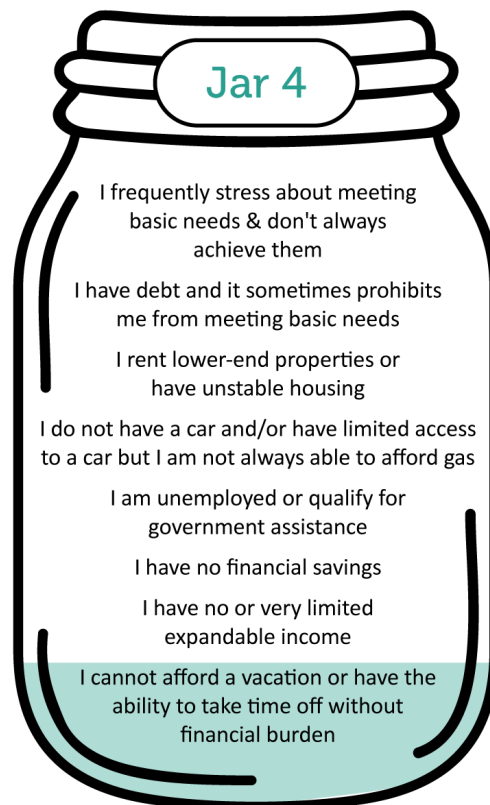 Jar 4
I frequently stress about meeting
basic needs & don't always
achieve them
I have debt and it sometimes prohibits
me from meeting basic needs
I rent lower-end properties or
have unstable housing
I do not have a car and/or have limited access
to a car but I am not always able to afford gas
I am unemployed or qualify for
government assistance
I have no financial savings
I have no or very limited
expandable income
I cannot afford a vacation or have the
ability to take time off without
financial burden